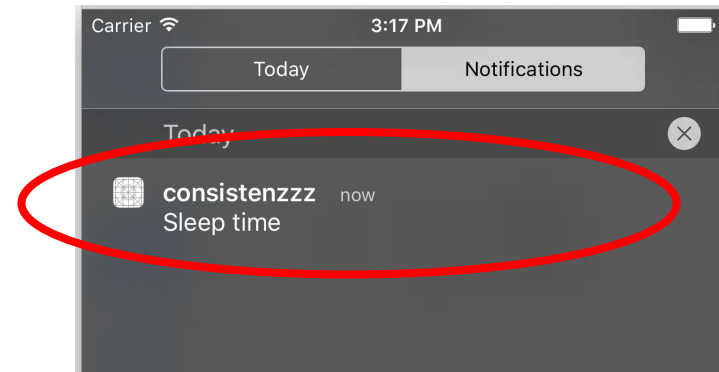 Carrier 3:17 PM
Today Notifications
Today
consistenzzz now
Sleep time